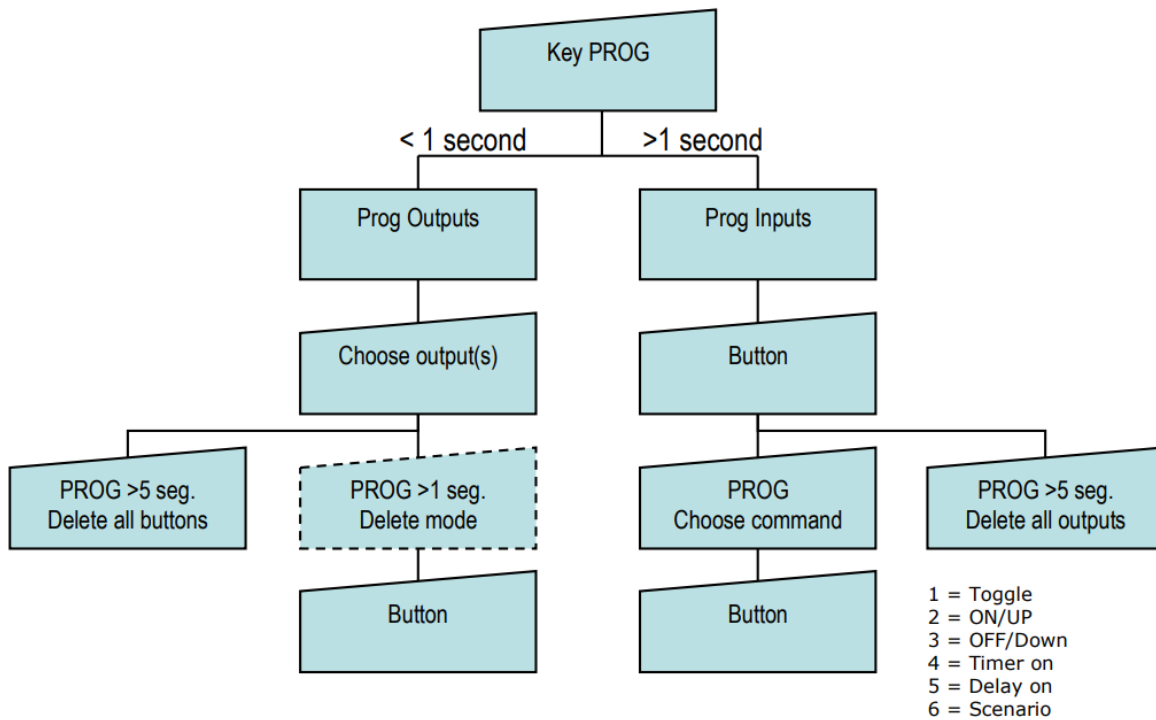 Key PROG
< 1 second
>1 second
Prog Outputs
Prog Inputs
Choose output(s)
Button
PROG >5 seg.
Delete all buttons
PROG >1 seg.
Delete mode
PROG
Choose command
PROG >5 seg.
Delete all outputs
Button
Button
1 = Toggle
2 = ON/UP
3 = OFF/Down
4 = Timer on
5 = Delay on
6 = Scenario